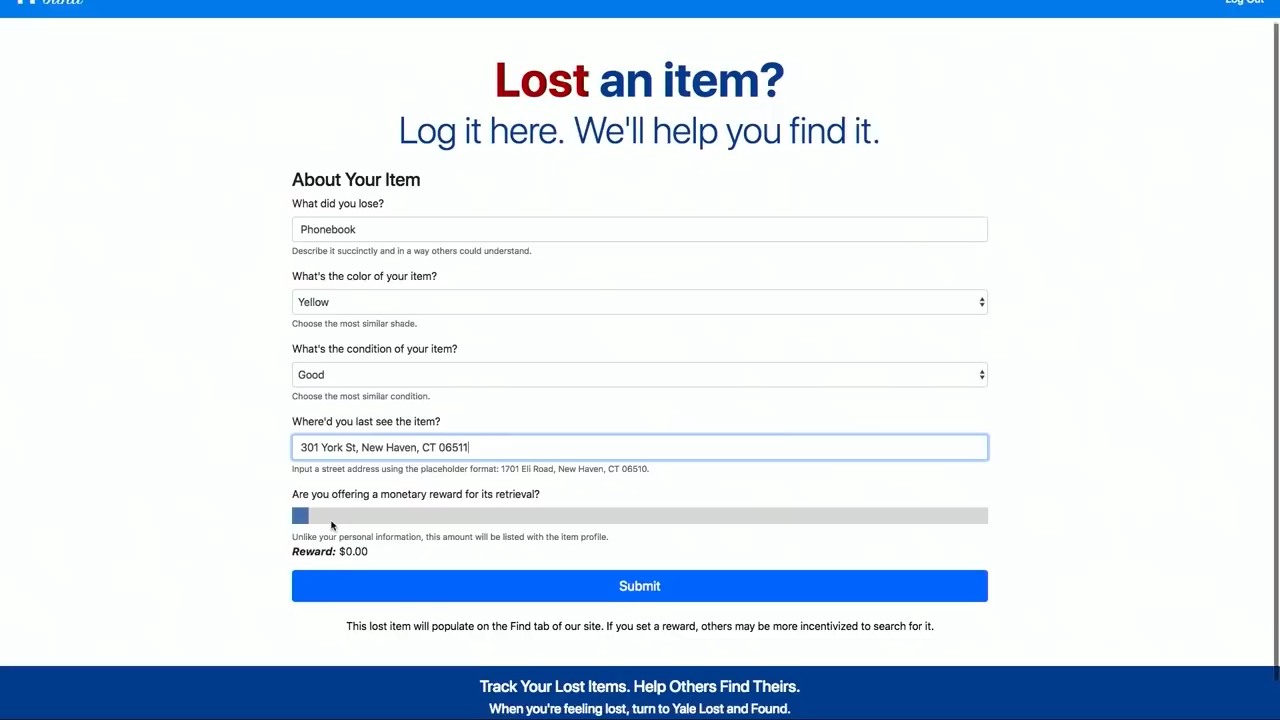 Log Out
Lost an item?
Log it here. We'll help you find it.
About Your Item
What did you lose?
Phonebook
Describe it succinctly and in a way others could understand.
What's the color of your item?
Yellow
Choose the most similar shade.
What's the condition of your item?
Good
Choose the most similar condition.
Where'd you last see the item?
301 York St, New Haven, CT 06511
Input a street address using the placeholder format: 1701 Eli Road, New Haven, CT 06510.
Are you offering a monetary reward for its retrieval?
Unlike your personal information, this amount will be listed with the item profile.
Reward: $0.00
Submit
This lost item will populate on the Find tab of our site. If you set a reward, others may be more incentivized to search for it.
Track Your Lost Items. Help Others Find Theirs.
When you're feeling lost, turn to Yale Lost and Found.